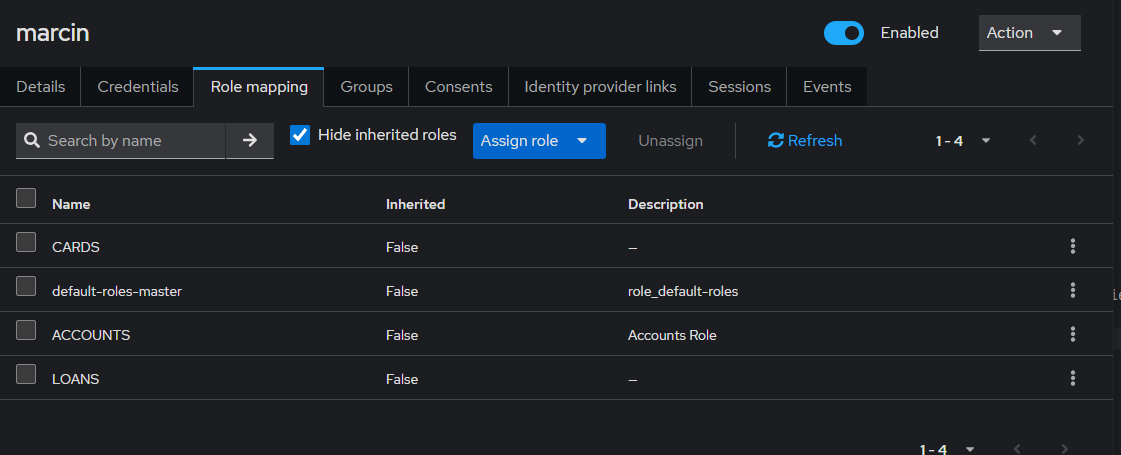 marcin
Enabled
Action
Details Credentials Role mapping Groups Consents Identity provider links Sessions Events
Search by name Hide inherited roles Assign role Unassign Refresh 1 - 4
Name Inherited Description
CARDS False –
default-roles-master False role_default-roles
ACCOUNTS False Accounts Role
LOANS False –
1 - 4